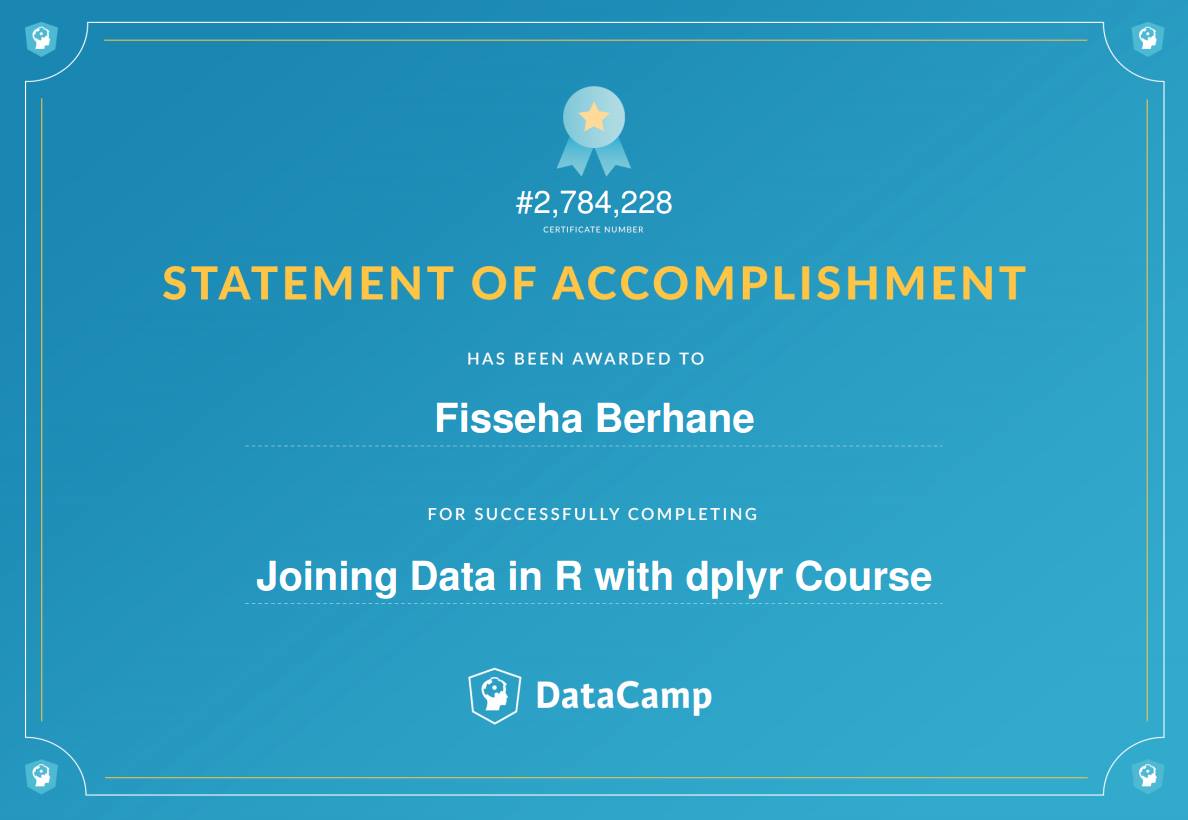 #2,784,228
CERTIFICATE NUMBER
STATEMENT OF ACCOMPLISHMENT
HAS BEEN AWARDED TO
Fisseha Berhane
FOR SUCCESSFULLY COMPLETING
Joining Data in R with dplyr Course
DataCamp